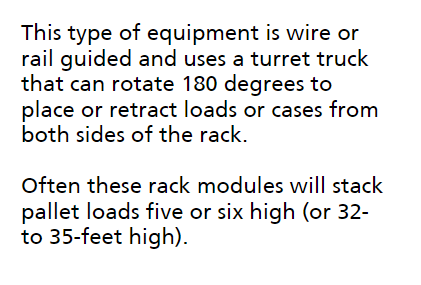 This type of equipment is wire or
rail guided and uses a turret truck
that can rotate 180 degrees to
place or retract loads or cases from
both sides of the rack.
Often these rack modules will stack
pallet loads five or six high (or 32-
to 35-feet high).